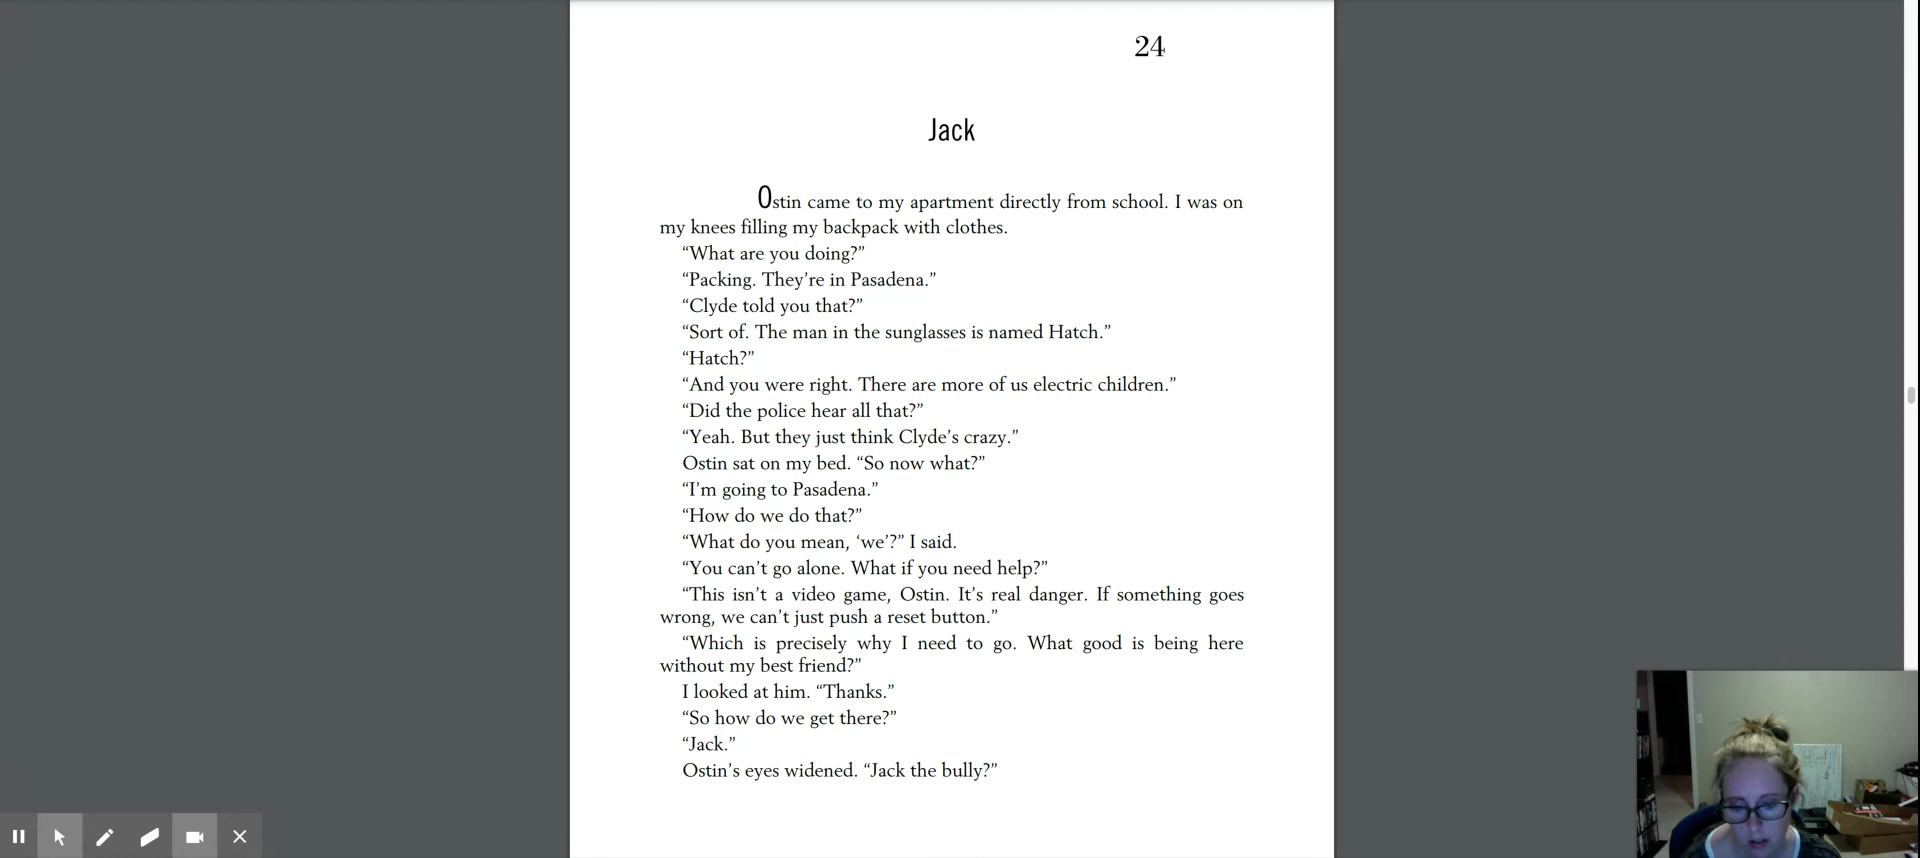 24
Jack
Ostin came to my apartment directly from school. I was on
my knees filling my backpack with clothes.
“What are you doing?”
“Packing. They’re in Pasadena.”
“Clyde told you that?”
“Sort of. The man in the sunglasses is named Hatch.”
“Hatch?”
“And you were right. There are more of us electric children.”
“Did the police hear all that?”
“Yeah. But they just think Clyde’s crazy.”
Ostin sat on my bed. “So now what?”
“I’m going to Pasadena.”
“How do we do that?”
“What do you mean, ‘we’?” I said.
“You can’t go alone. What if you need help?”
“This isn’t a video game, Ostin. It’s real danger. If something goes
wrong, we can’t just push a reset button.”
“Which is precisely why I need to go. What good is being here
without my best friend?”
I looked at him. “Thanks.”
“So how do we get there?”
“Jack.”
Ostin’s eyes widened. “Jack the bully?”